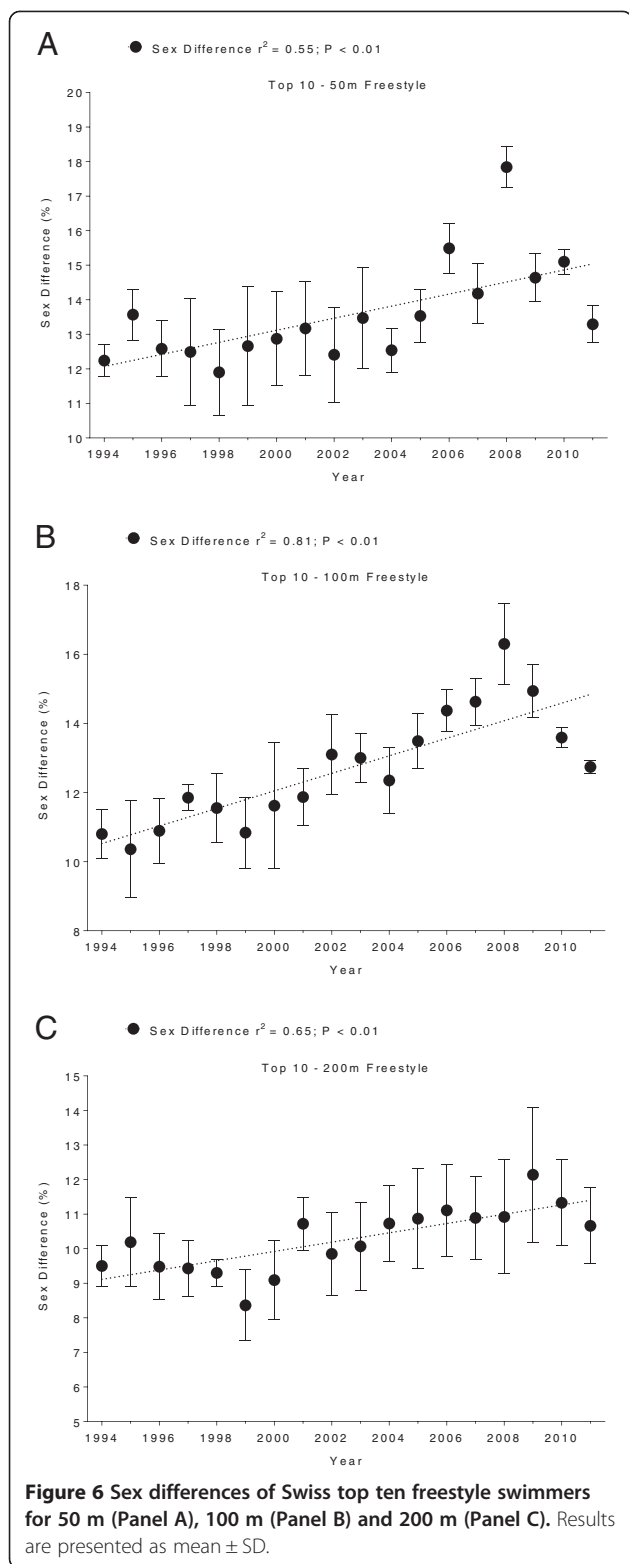 A
Sex Difference r² = 0.55; P < 0.01
Top 10 - 50m Freestyle
20
19
18
17
16
15
14
13
12
11
10
Sex Difference (%)
1994 1996 1998 2000 2002 2004 2006 2008 2010
Year
B
Sex Difference r² = 0.81; P < 0.01
Top 10 - 100m Freestyle
18
16
14
12
10
8
Sex Difference (%)
1994 1996 1998 2000 2002 2004 2006 2008 2010
Year
C
Sex Difference r² = 0.65; P < 0.01
Top 10 - 200m Freestyle
15
14
13
12
11
10
9
8
7
6
5
Sex Difference (%)
1994 1996 1998 2000 2002 2004 2006 2008 2010
Year
Figure 6 Sex differences of Swiss top ten freestyle swimmers
for 50 m (Panel A), 100 m (Panel B) and 200 m (Panel C). Results
are presented as mean ± SD.